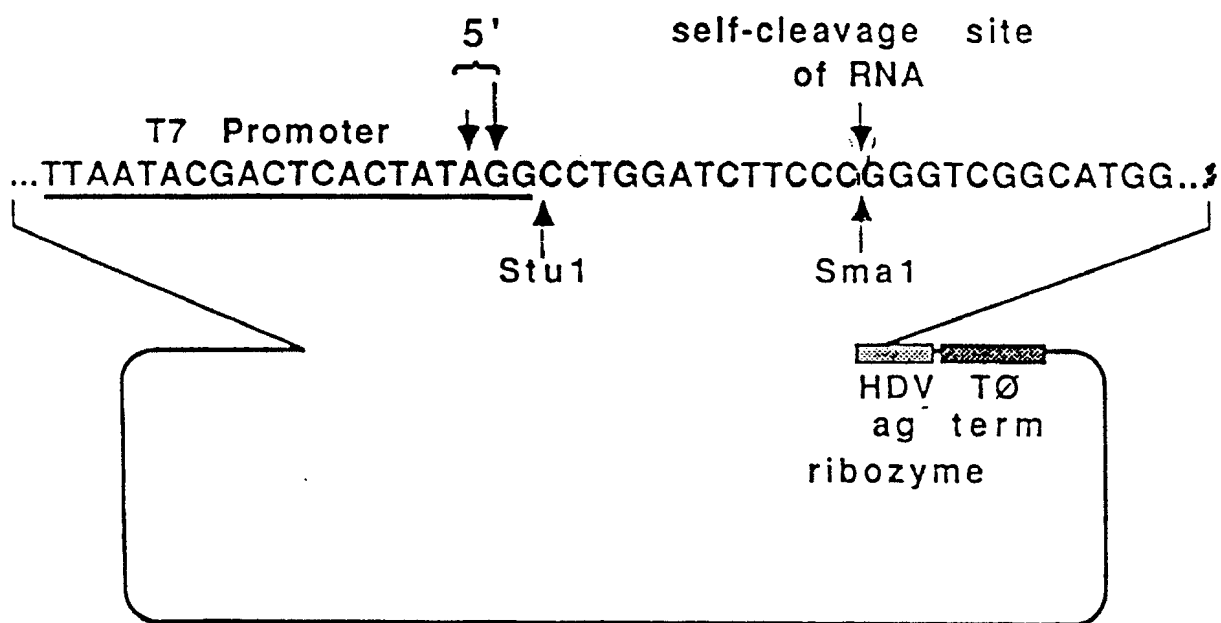 5'
self-cleavage site
of RNA
T7 Promoter
...TTAATACGACTCACTATAGGCCTGGATCTTCCCGGGTCGGCATGG...
Stu1
Sma1
HDV TØ
ag⁻ term
ribozyme